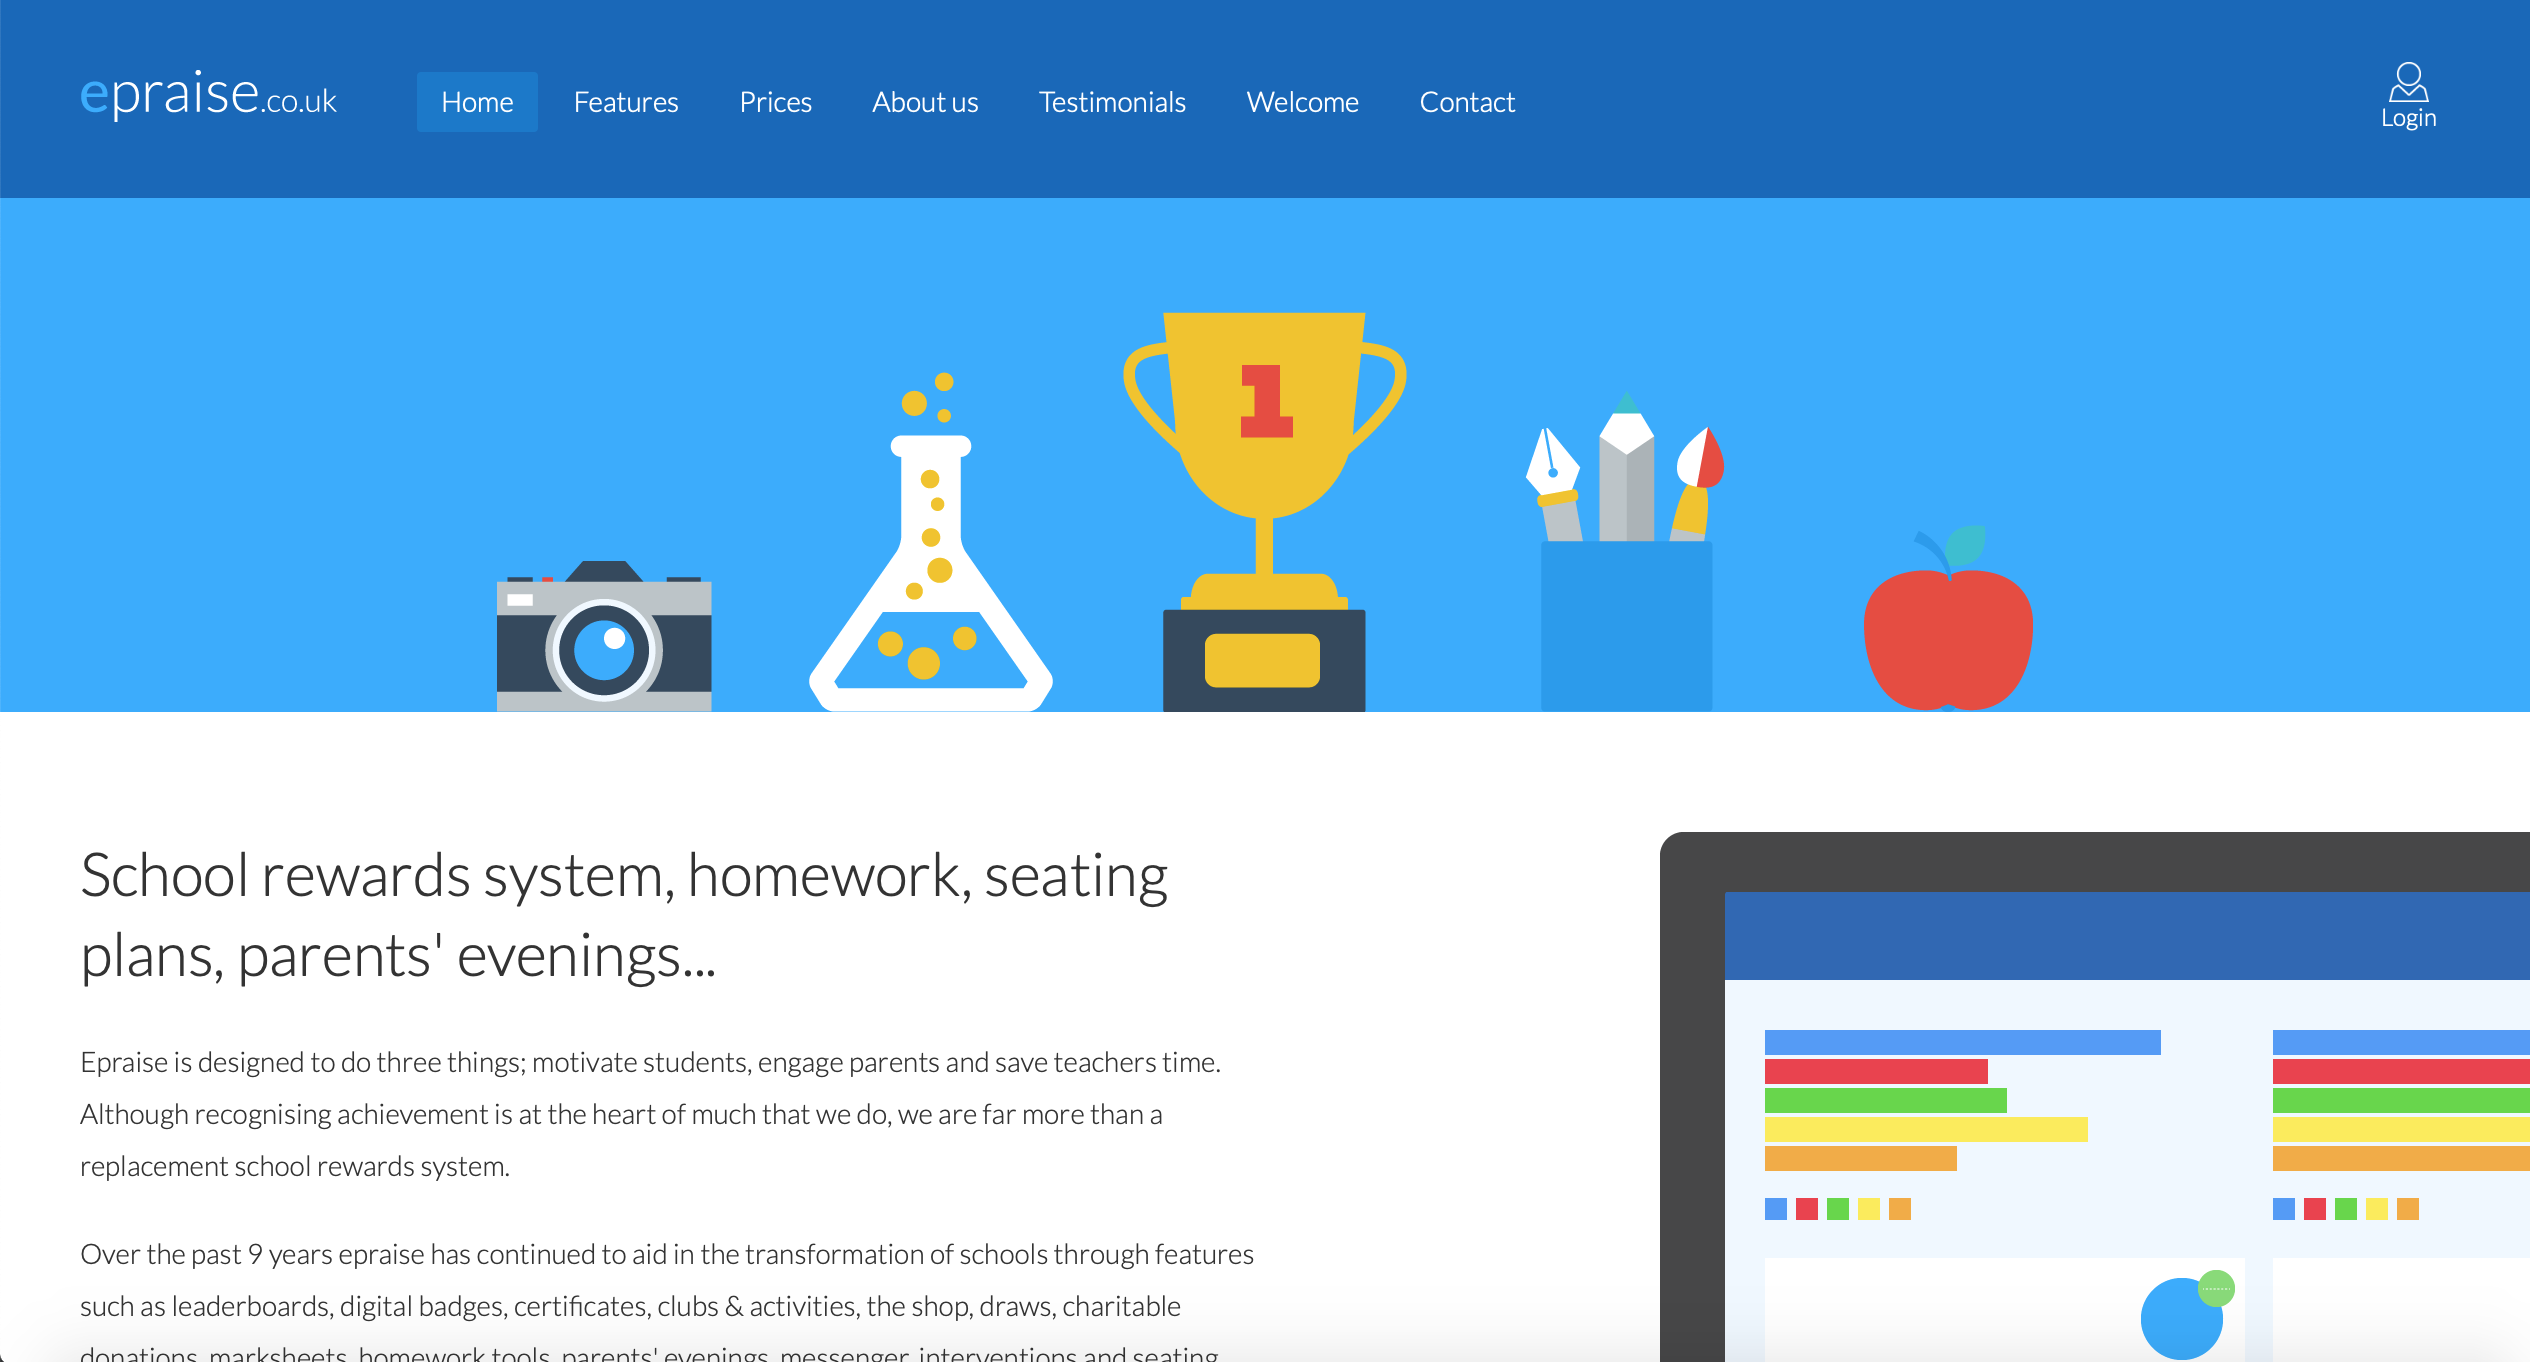 epraise.co.uk
Home Features Prices About us Testimonials Welcome Contact
Login
1
School rewards system, homework, seating
plans, parents' evenings...
Epraise is designed to do three things; motivate students, engage parents and save teachers time.
Although recognising achievement is at the heart of much that we do, we are far more than a
replacement school rewards system.
Over the past 9 years epraise has continued to aid in the transformation of schools through features
such as leaderboards, digital badges, certificates, clubs & activities, the shop, draws, charitable
donations, marksheets, homework tools, parents' evenings, messenger, interventions and seating